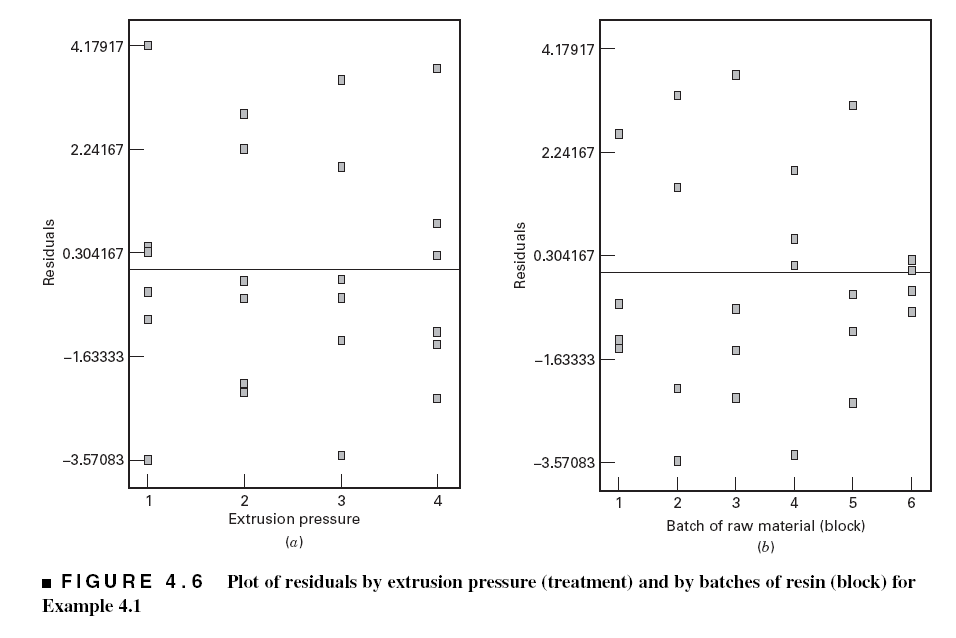 4.17917
2.24167
0.304167
−1.63333
−3.57083
Residuals
1 2 3 4
Extrusion pressure
(a)
4.17917
2.24167
0.304167
−1.63333
−3.57083
Residuals
1 2 3 4 5 6
Batch of raw material (block)
(b)
■ FIGURE 4.6 Plot of residuals by extrusion pressure (treatment) and by batches of resin (block) for
Example 4.1